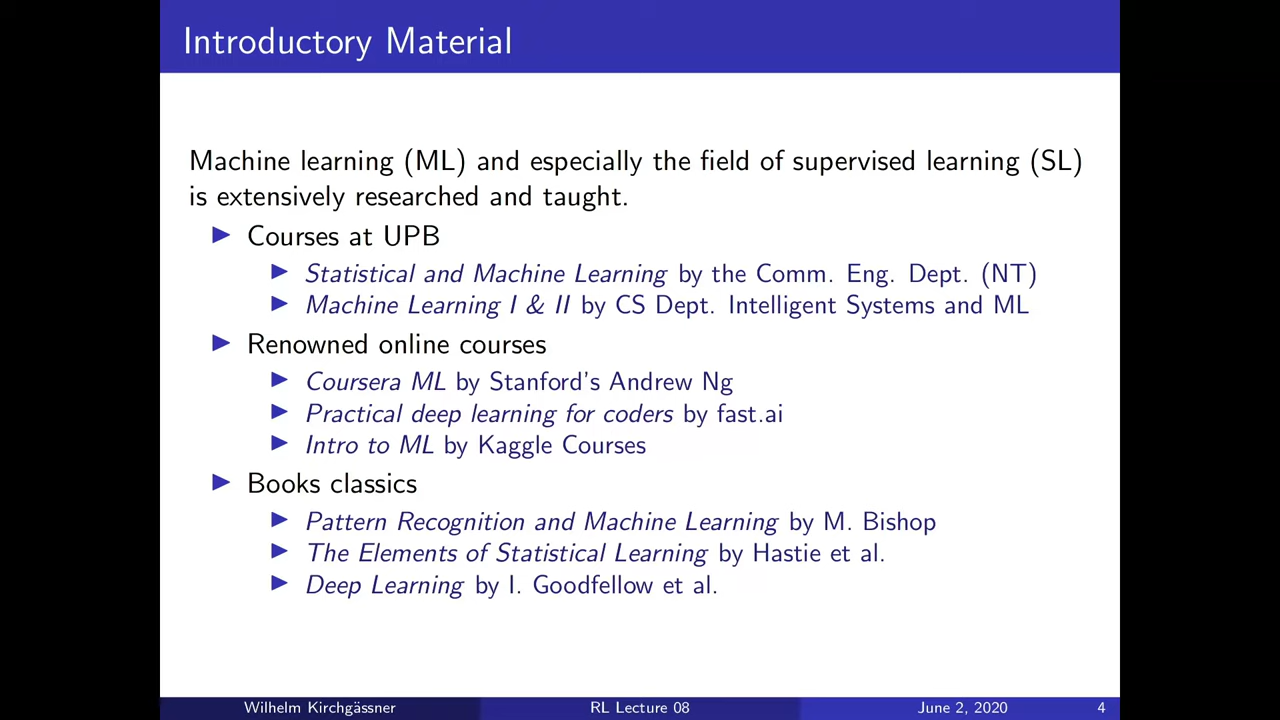 Introductory Material
Machine learning (ML) and especially the field of supervised learning (SL)
is extensively researched and taught.
Courses at UPB
Statistical and Machine Learning by the Comm. Eng. Dept. (NT)
Machine Learning I & II by CS Dept. Intelligent Systems and ML
Renowned online courses
Coursera ML by Stanford's Andrew Ng
Practical deep learning for coders by fast.ai
Intro to ML by Kaggle Courses
Books classics
Pattern Recognition and Machine Learning by M. Bishop
The Elements of Statistical Learning by Hastie et al.
Deep Learning by I. Goodfellow et al.
Wilhelm Kirchgässner RL Lecture 08 June 2, 2020 4